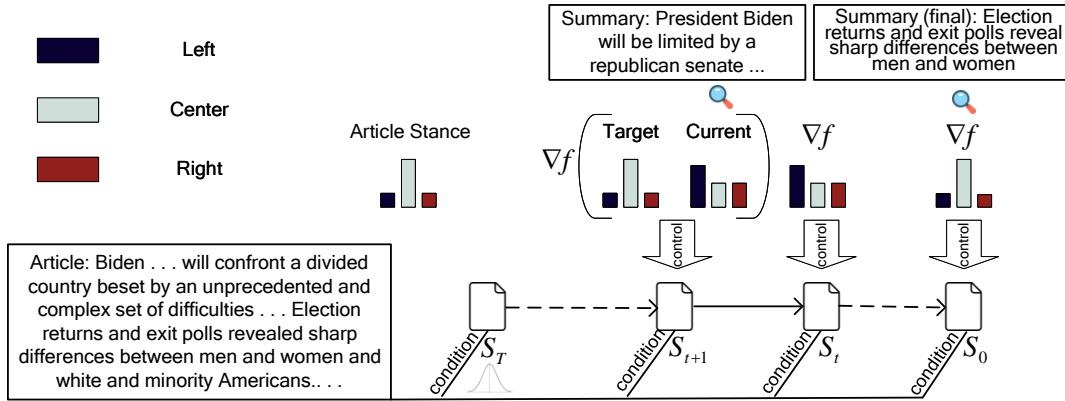 Left
Center
Right
Article Stance
Summary: President Biden
will be limited by a
republican senate ...
Summary (final): Election
returns and exit polls reveal
sharp differences between
men and women
∇f
Target
Current
∇f
∇f
control
control
control
Article: Biden . . . will confront a divided
country beset by an unprecedented and
complex set of difficulties . . . Election
returns and exit polls revealed sharp
differences between men and women and
white and minority Americans.. . .
condition
S_T
condition
S_{t+1}
condition
S_t
condition
S_0